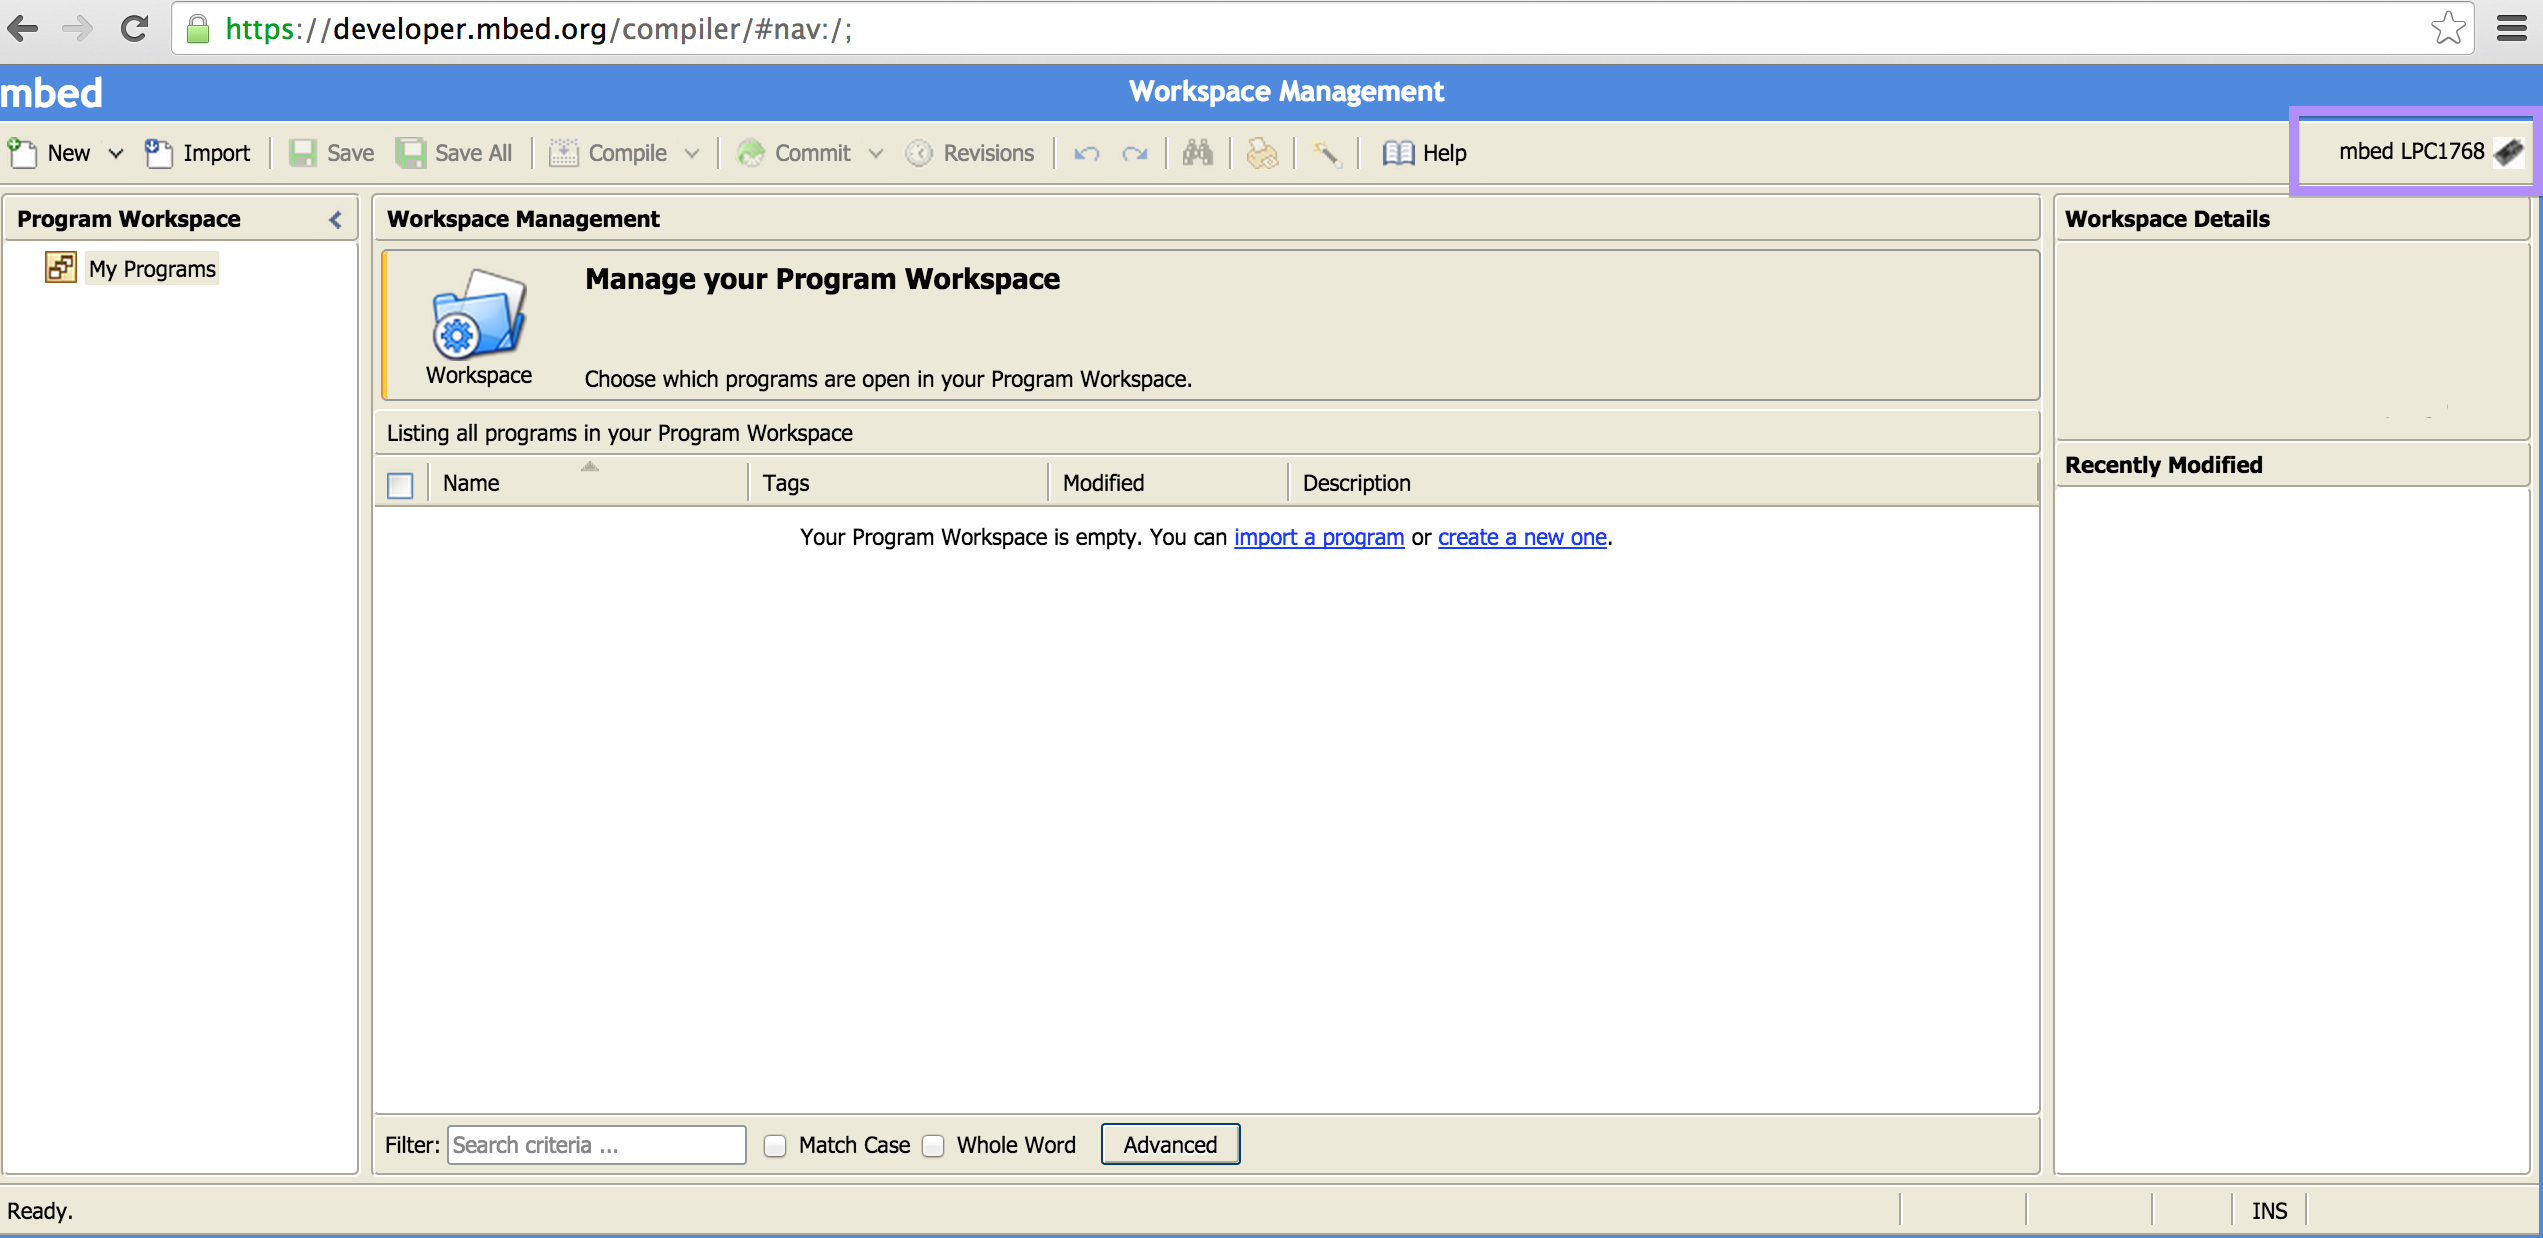 https://developer.mbed.org/compiler/#nav:/;
mbed
Workspace Management
New
Import
Save
Save All
Compile
Commit
Revisions
Help
mbed LPC1768
Program Workspace
My Programs
Workspace Management
Manage your Program Workspace
Workspace
Choose which programs are open in your Program Workspace.
Listing all programs in your Program Workspace
Name
Tags
Modified
Description
Your Program Workspace is empty. You can import a program or create a new one.
Workspace Details
Recently Modified
Filter:
Search criteria ...
Match Case
Whole Word
Advanced
Ready.
INS